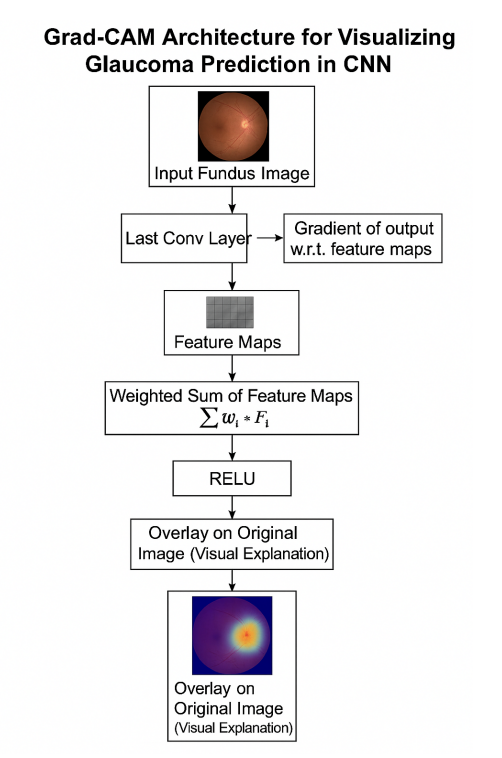 Grad-CAM Architecture for Visualizing
Glaucoma Prediction in CNN
Input Fundus Image
Last Conv Layer
Gradient of output
w.r.t. feature maps
Feature Maps
Weighted Sum of Feature Maps
∑ wᵢ * Fᵢ
RELU
Overlay on Original
Image (Visual Explanation)
Overlay on
Original Image
(Visual Explanation)